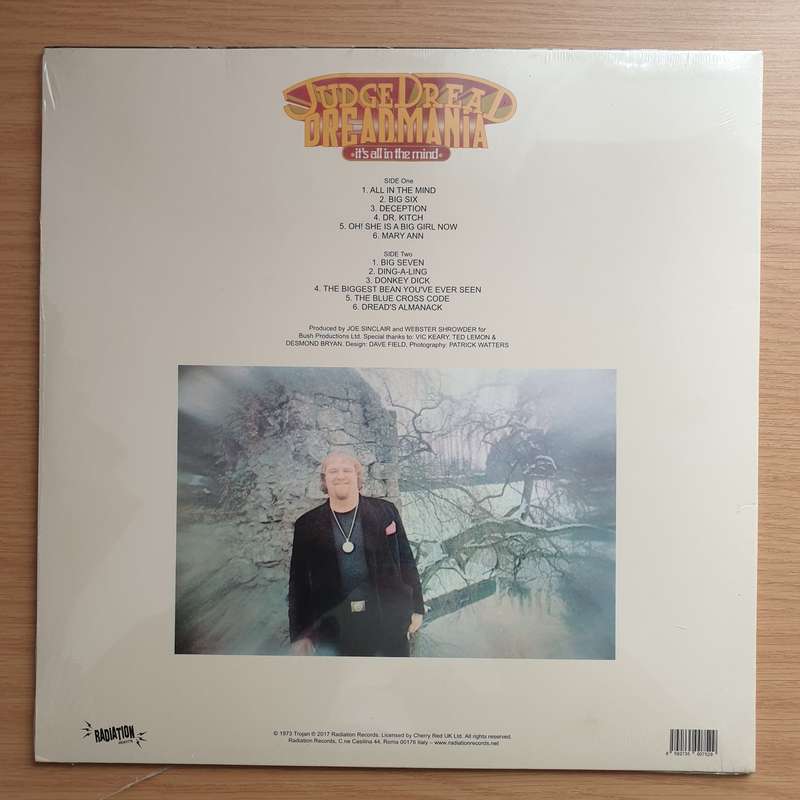 JUDGE DREAD
DREADMANIA
it's all in the mind
SIDE One
1. ALL IN THE MIND
2. BIG SIX
3. DECEPTION
4. DR. KITCH
5. OH! SHE IS A BIG GIRL NOW
6. MARY ANN
SIDE Two
1. BIG SEVEN
2. DING-A-LING
3. DONKEY DICK
4. THE BIGGEST BEAN YOU'VE EVER SEEN
5. THE BLUE CROSS CODE
6. DREAD'S ALMANACK
Produced by JOE SINCLAIR and WEBSTER SHROWDER for
Bush Productions Ltd. Special thanks to: VIC KEARY, TED LEMON &
DESMOND BRYAN. Design: DAVE FIELD, Photography: PATRICK WATTERS
RADIATION
© 1973 Trojan © 2017 Radiation Records. Licensed by Cherry Red UK Ltd. All rights reserved.
Radiation Records, C.ne Casilina 44, Roma 00176 Italy – www.radiationrecords.net